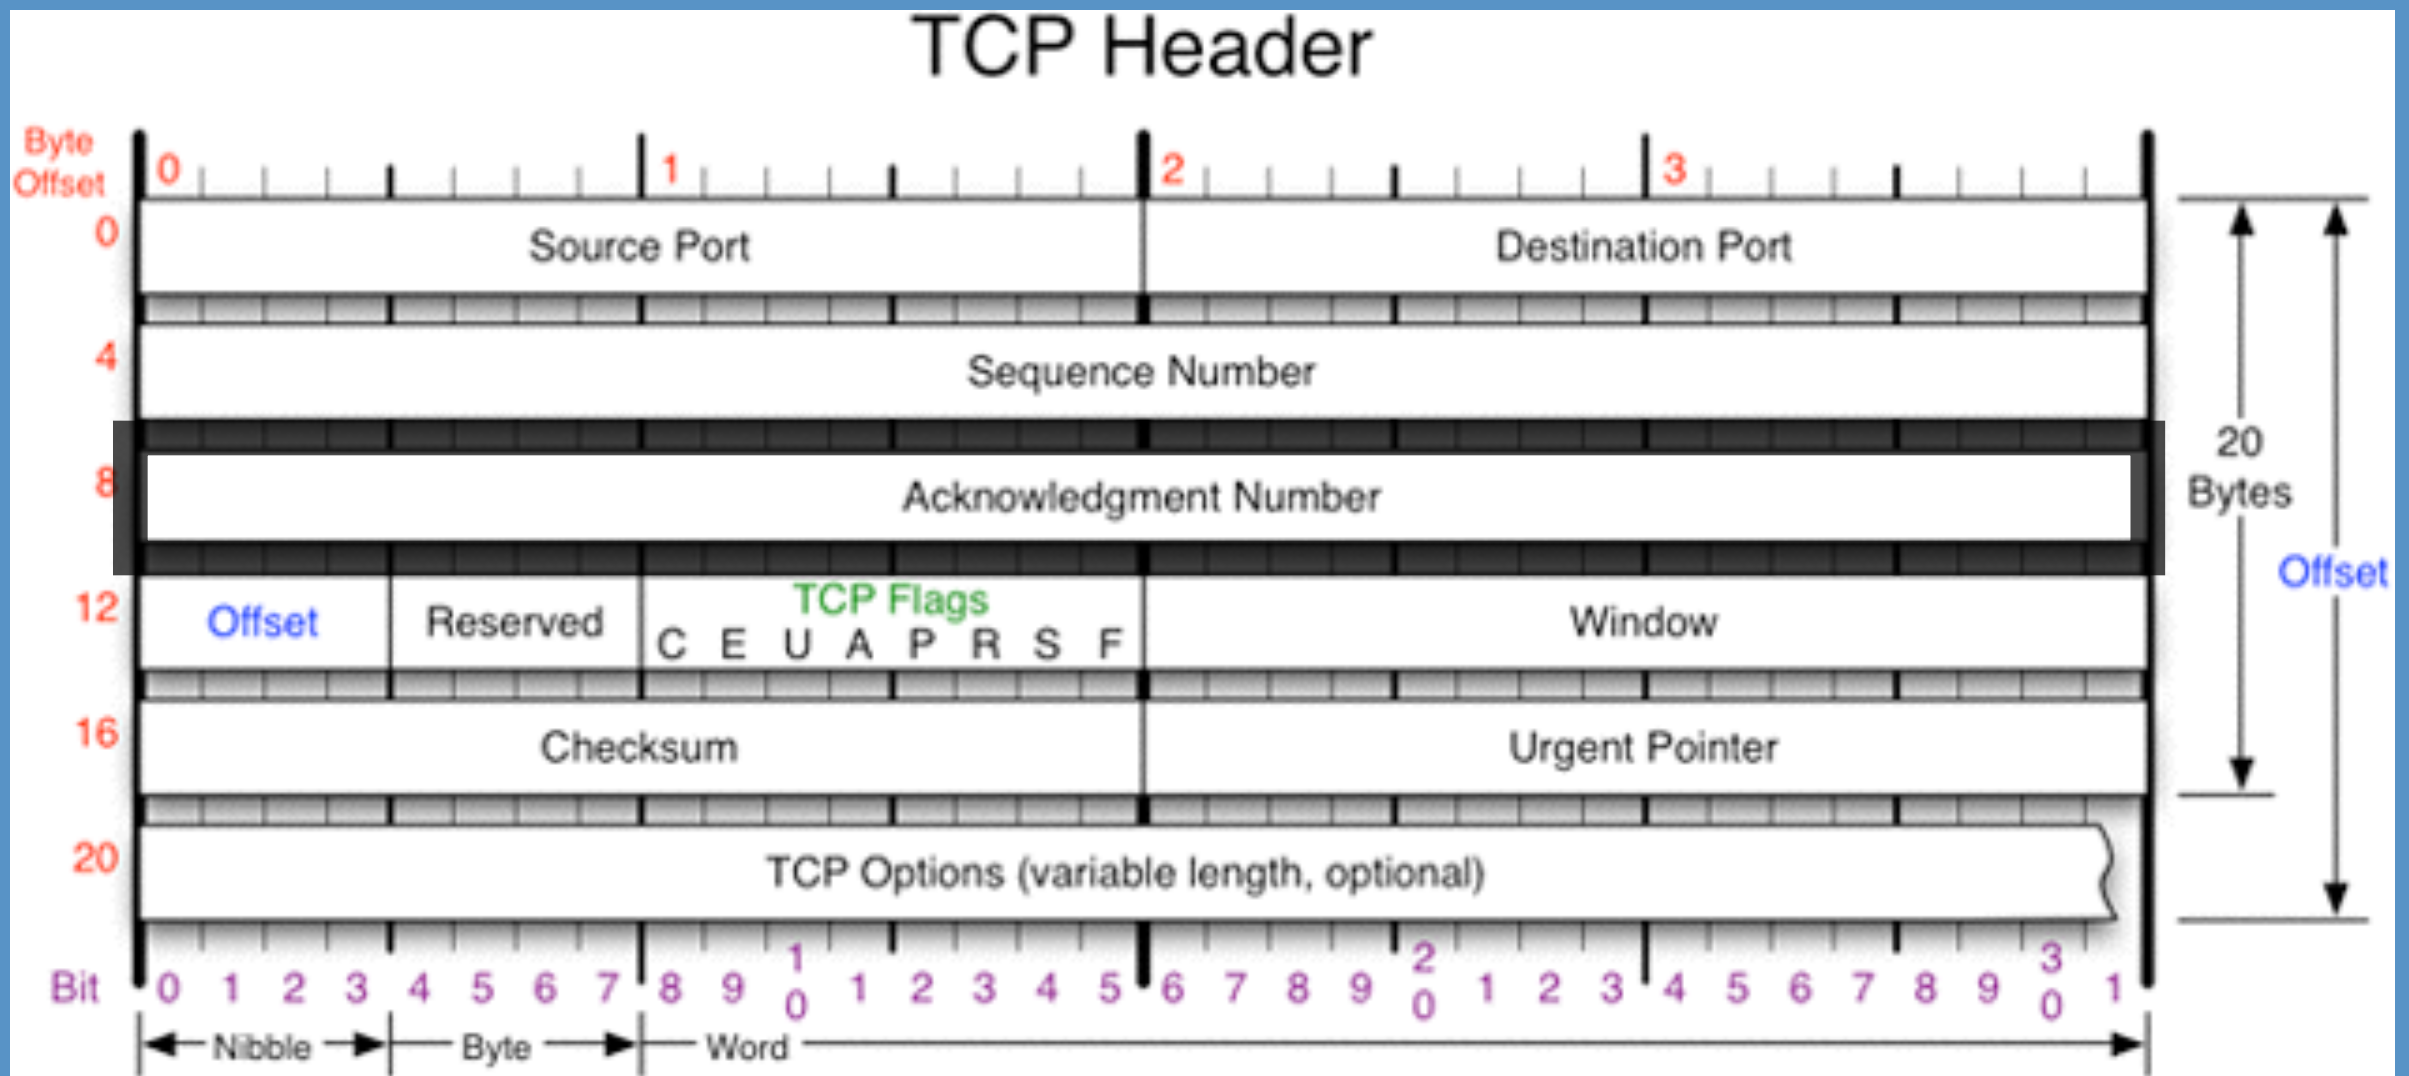 TCP Header
Byte
Offset
0 1 2 3
0 Source Port Destination Port
4 Sequence Number
8 Acknowledgment Number
20
Bytes
Offset
12 Offset Reserved TCP Flags Window
C E U A P R S F
16 Checksum Urgent Pointer
20 TCP Options (variable length, optional)
Bit 0 1 2 3 4 5 6 7 8 9 10 1 2 3 4 5 6 7 8 9 20 1 2 3 4 5 6 7 8 9 30 1
Nibble Byte Word